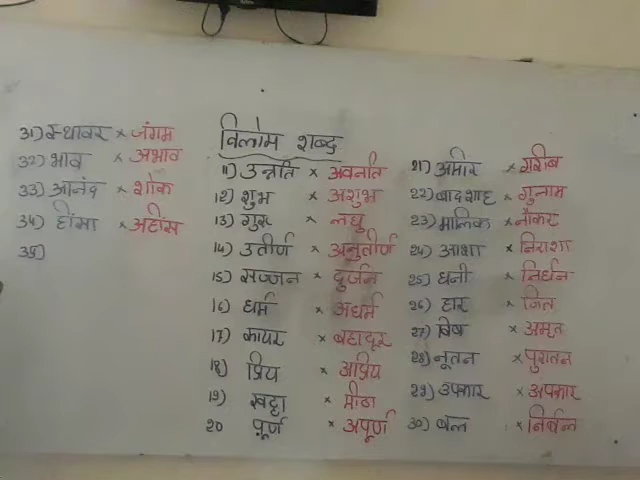 विलोम शब्द
11) उन्नति × अवनति
12) शुभ × अशुभ
13) गुरु × लघु
14) उतीर्ण × अनुतीर्ण
15) सज्जन × दुर्जन
16) धर्म × अधर्म
17) कायर × बहादूर
18) प्रिय × अप्रिय
19) खट्टा × मीठा
20 पूर्ण × अपूर्ण
21) अमीर × गरीब
22) बादशाह × गुलाम
23) मालिक × नौकर
24) आशा × निराशा
25) धनी × निर्धन
26) हार × जित
27) विष × अमृत
28) नूतन × पुरातन
29) उपकार × अपकार
30) बल × निर्बल
31) स्थावर × जंगम
32) भाव × अभाव
33) आनंद × शोक
34) हींसा × अहींस
35)